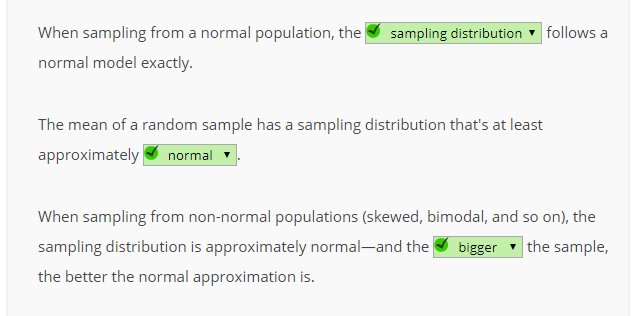 When sampling from a normal population, the sampling distribution follows a
normal model exactly.
The mean of a random sample has a sampling distribution that's at least
approximately normal.
When sampling from non-normal populations (skewed, bimodal, and so on), the
sampling distribution is approximately normal—and the bigger the sample,
the better the normal approximation is.